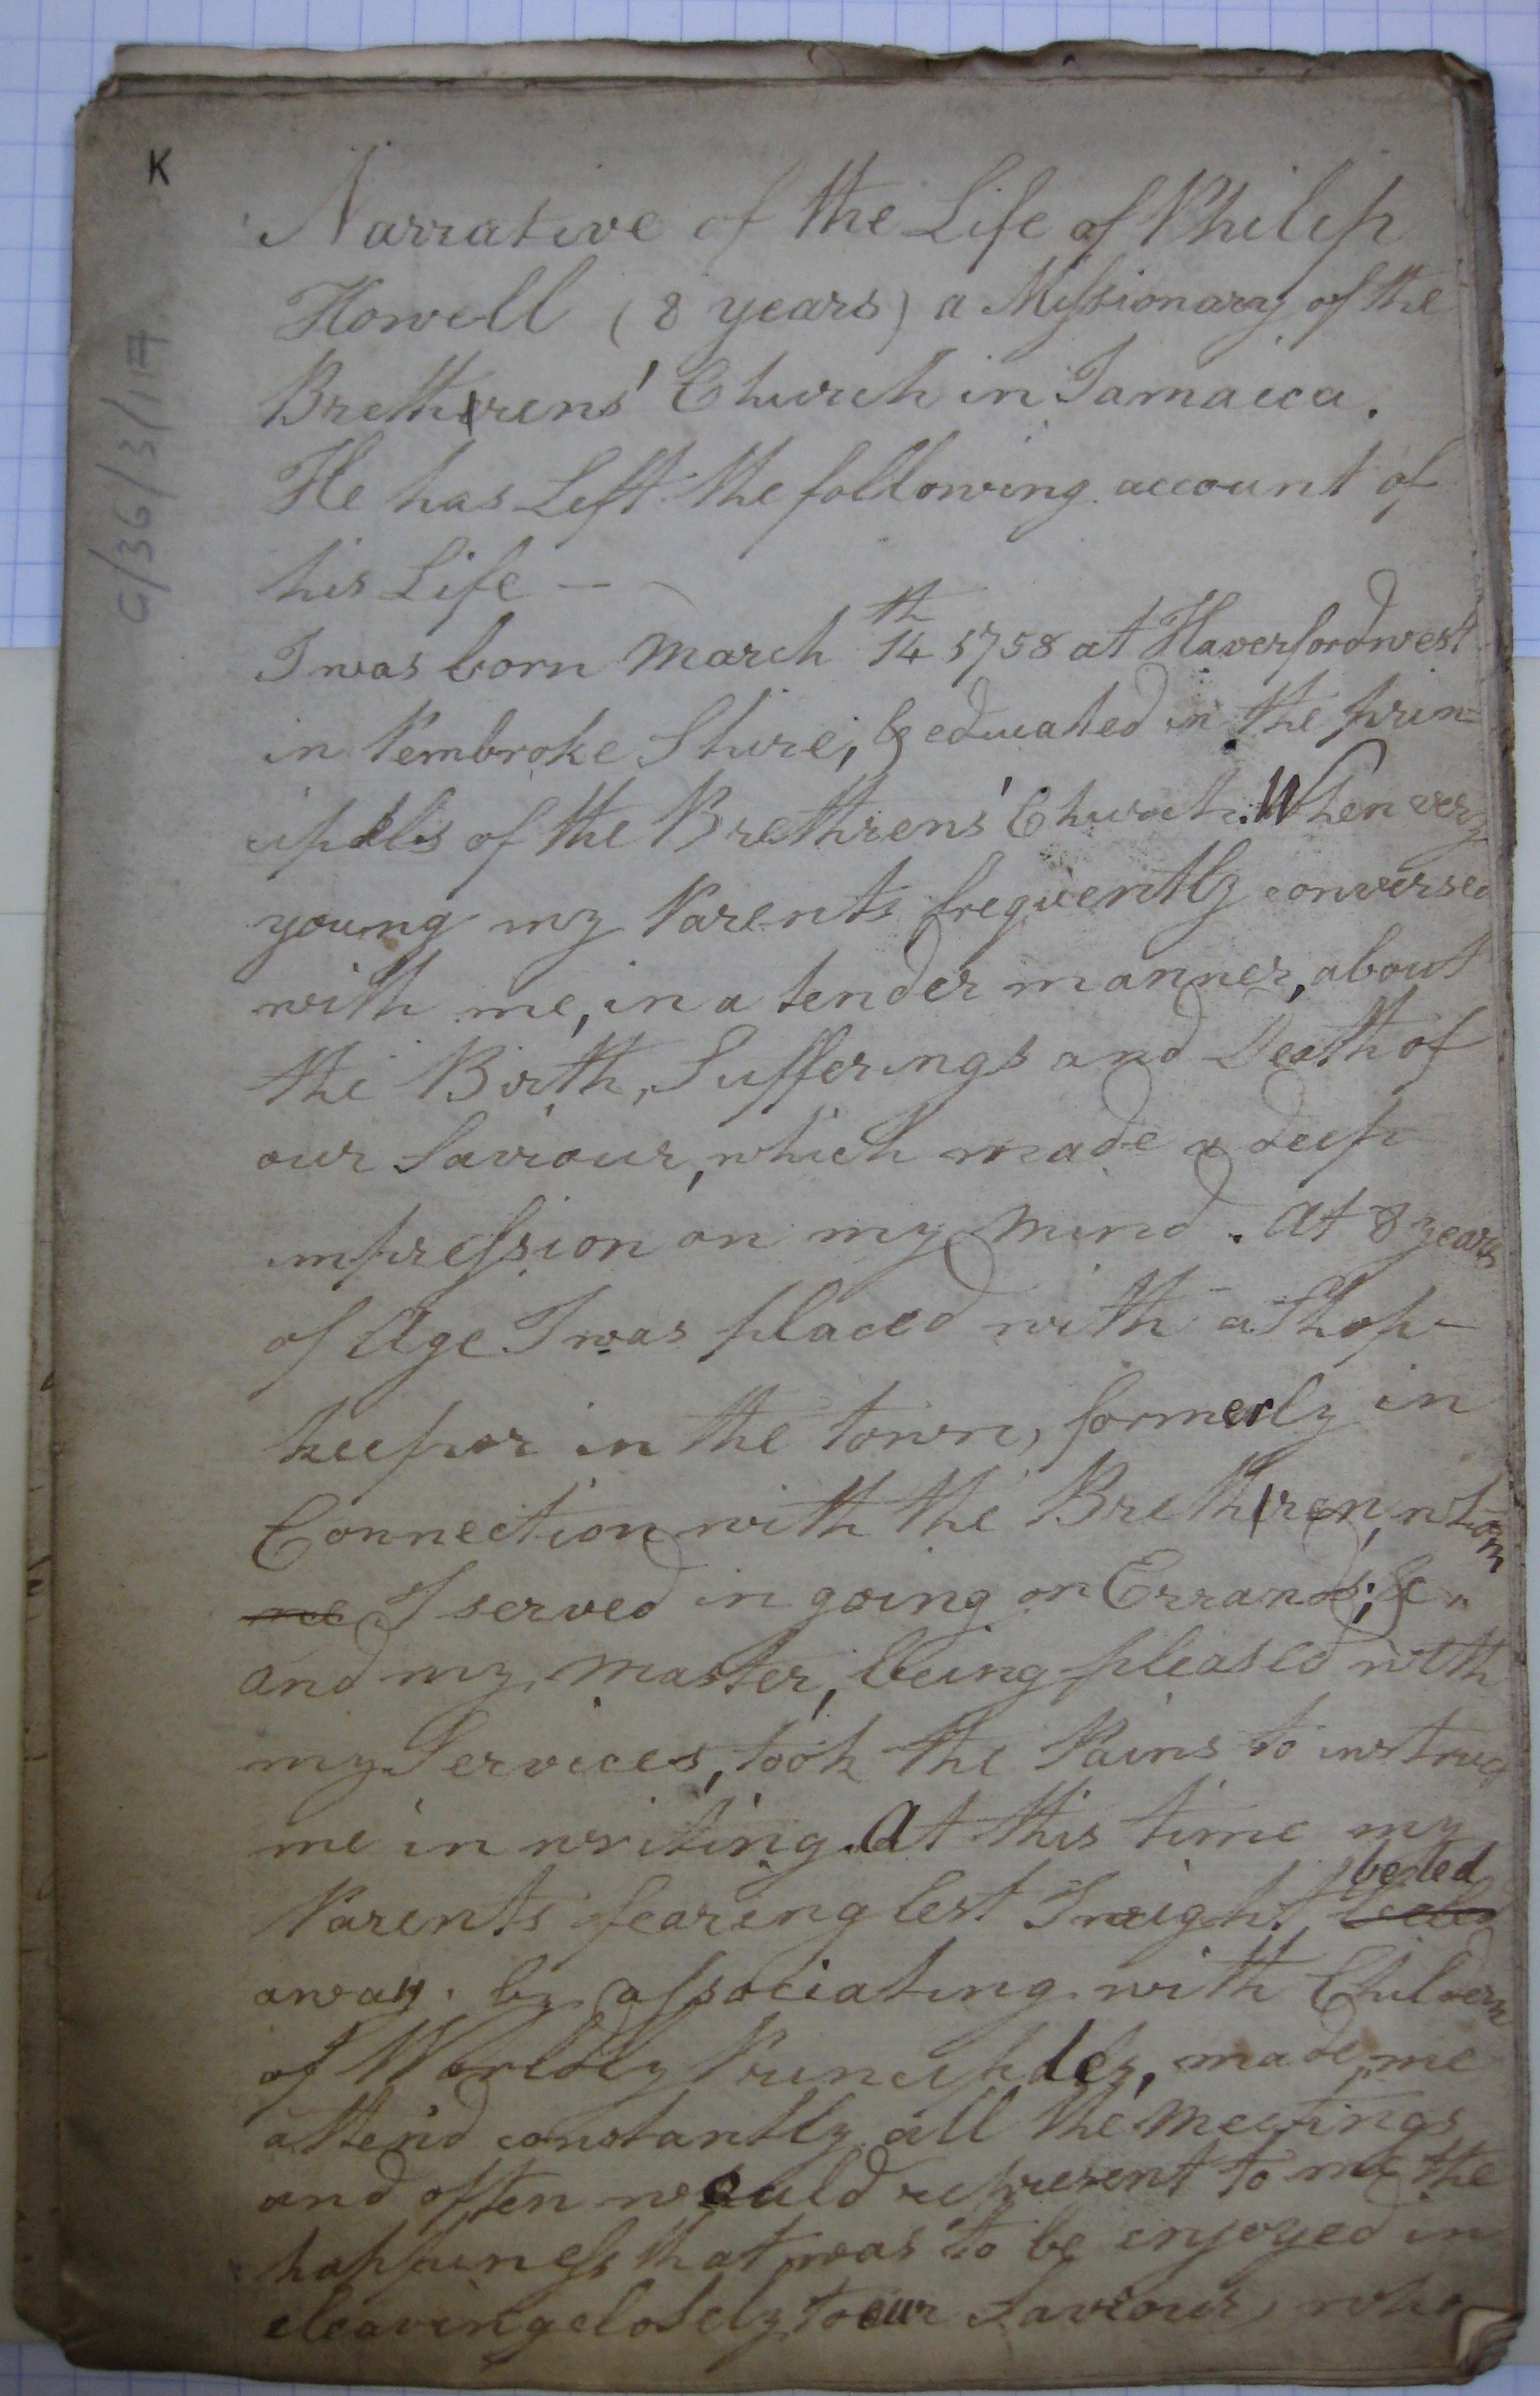 K
G/36/3/17
Narrative of the Life of Philip
Howell (8 years) a Missionary of the
Brethrens' Church in Jamaica.
He has Left the following account of
his Life —
I was born March 14th 1758 at Haverfordwest
in Pembroke Shire, & educated in the prin=
ciples of the Brethrens' Church. When very
young my Parents frequently conversed
with me, in a tender manner, about
the Birth, Sufferings and Death of
our Saviour, which made a deep
impression on my mind. At 8 years
of Age I was placed with a Shop-
keeper in the town, formerly in
Connection with the Brethren, whom
me I served in going on Errands; &
and my master, being pleased with
my Services, took the Pains to instruct
me in writing. At this time my
Parents fearing lest I might be led
away by associating with Children
of Worldly Principles, made me
attend constantly all the meetings
and often would represent to me the
happiness that was to be enjoyed in
cleaving closely to our Saviour, who